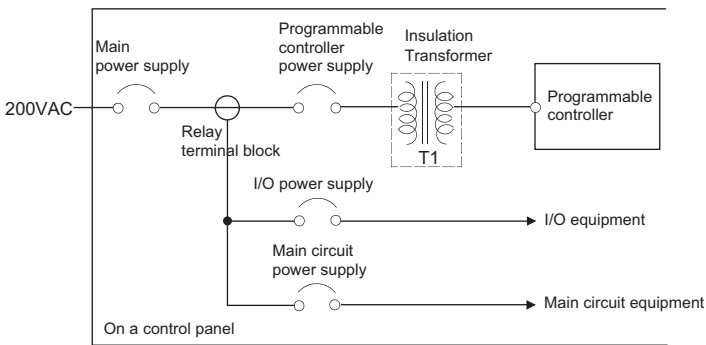 Main
power supply
Programmable
controller
power supply
Insulation
Transformer
200VAC
Programmable
controller
Relay
terminal block
T1
I/O power supply
I/O equipment
Main circuit
power supply
Main circuit equipment
On a control panel